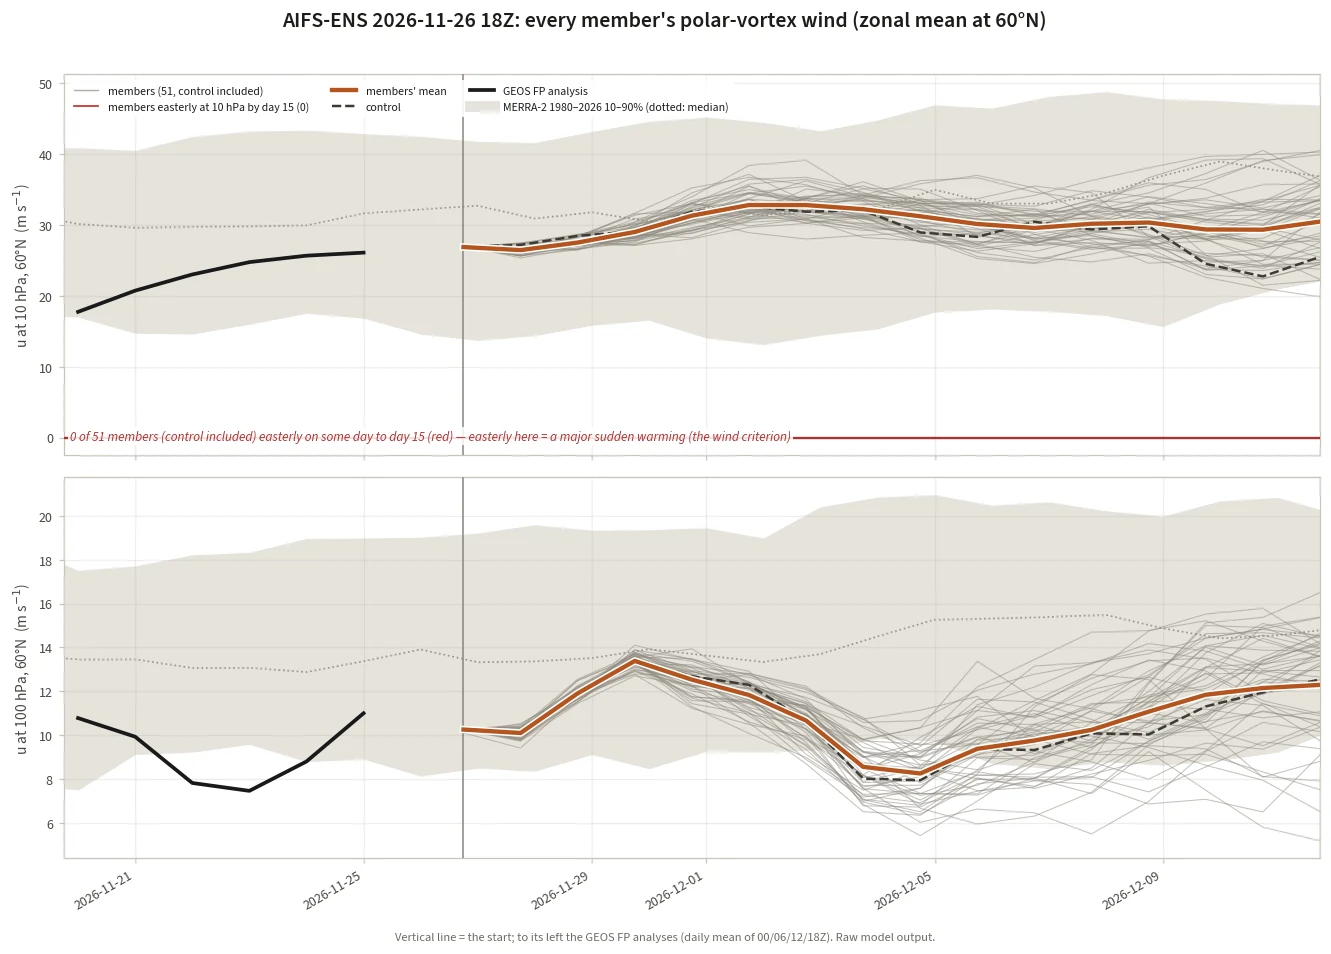 AIFS-ENS 2026-11-26 18Z: every member's polar-vortex wind (zonal mean at 60°N)
members (51, control included)
members easterly at 10 hPa by day 15 (0)
members' mean
control
GEOS FP analysis
MERRA-2 1980–2026 10–90% (dotted: median)
u at 10 hPa, 60°N (m s⁻¹)
50
40
30
20
10
0
0 of 51 members (control included) easterly on some day to day 15 (red) — easterly here = a major sudden warming (the wind criterion)
u at 100 hPa, 60°N (m s⁻¹)
20
18
16
14
12
10
8
6
2026-11-21
2026-11-25
2026-11-29
2026-12-01
2026-12-05
2026-12-09
Vertical line = the start; to its left the GEOS FP analyses (daily mean of 00/06/12/18Z). Raw model output.